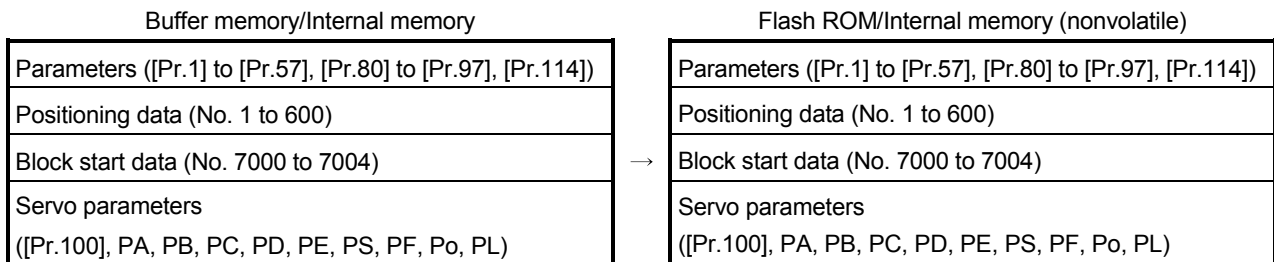 Buffer memory/Internal memory
Parameters ([Pr.1] to [Pr.57], [Pr.80] to [Pr.97], [Pr.114])
Positioning data (No. 1 to 600)
Block start data (No. 7000 to 7004)
Servo parameters
([Pr.100], PA, PB, PC, PD, PE, PS, PF, Po, PL)
→
Flash ROM/Internal memory (nonvolatile)
Parameters ([Pr.1] to [Pr.57], [Pr.80] to [Pr.97], [Pr.114])
Positioning data (No. 1 to 600)
Block start data (No. 7000 to 7004)
Servo parameters
([Pr.100], PA, PB, PC, PD, PE, PS, PF, Po, PL)